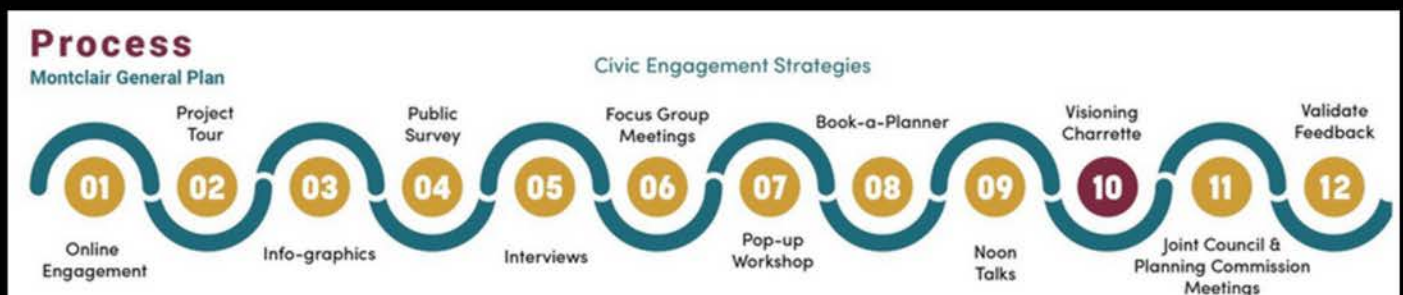 Process
Montclair General Plan
Civic Engagement Strategies
01
Online
Engagement
Project
Tour
02
03
Info-graphics
Public
Survey
04
05
Interviews
Focus Group
Meetings
06
07
Pop-up
Workshop
Book-a-Planner
08
09
Noon
Talks
Visioning
Charrette
10
11
Joint Council &
Planning Commission
Meetings
Validate
Feedback
12